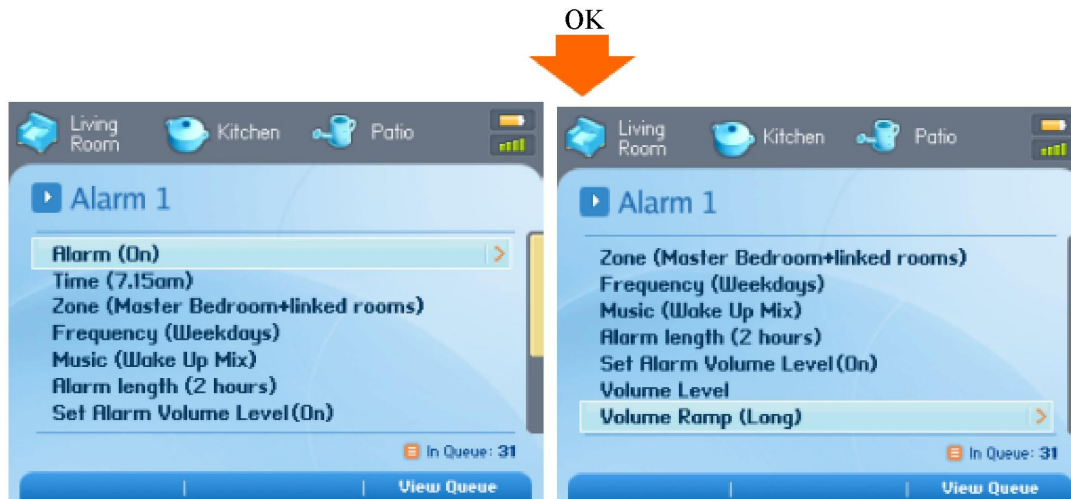 OK
Living
Room
Kitchen
Patio
Alarm 1
Alarm (On)
Time (7.15am)
Zone (Master Bedroom+linked rooms)
Frequency (Weekdays)
Music (Wake Up Mix)
Alarm length (2 hours)
Set Alarm Volume Level(On)
In Queue: 31
View Queue
Living
Room
Kitchen
Patio
Alarm 1
Zone (Master Bedroom+linked rooms)
Frequency (Weekdays)
Music (Wake Up Mix)
Alarm length (2 hours)
Set Alarm Volume Level(On)
Volume Level
Volume Ramp (Long)
In Queue: 31
View Queue